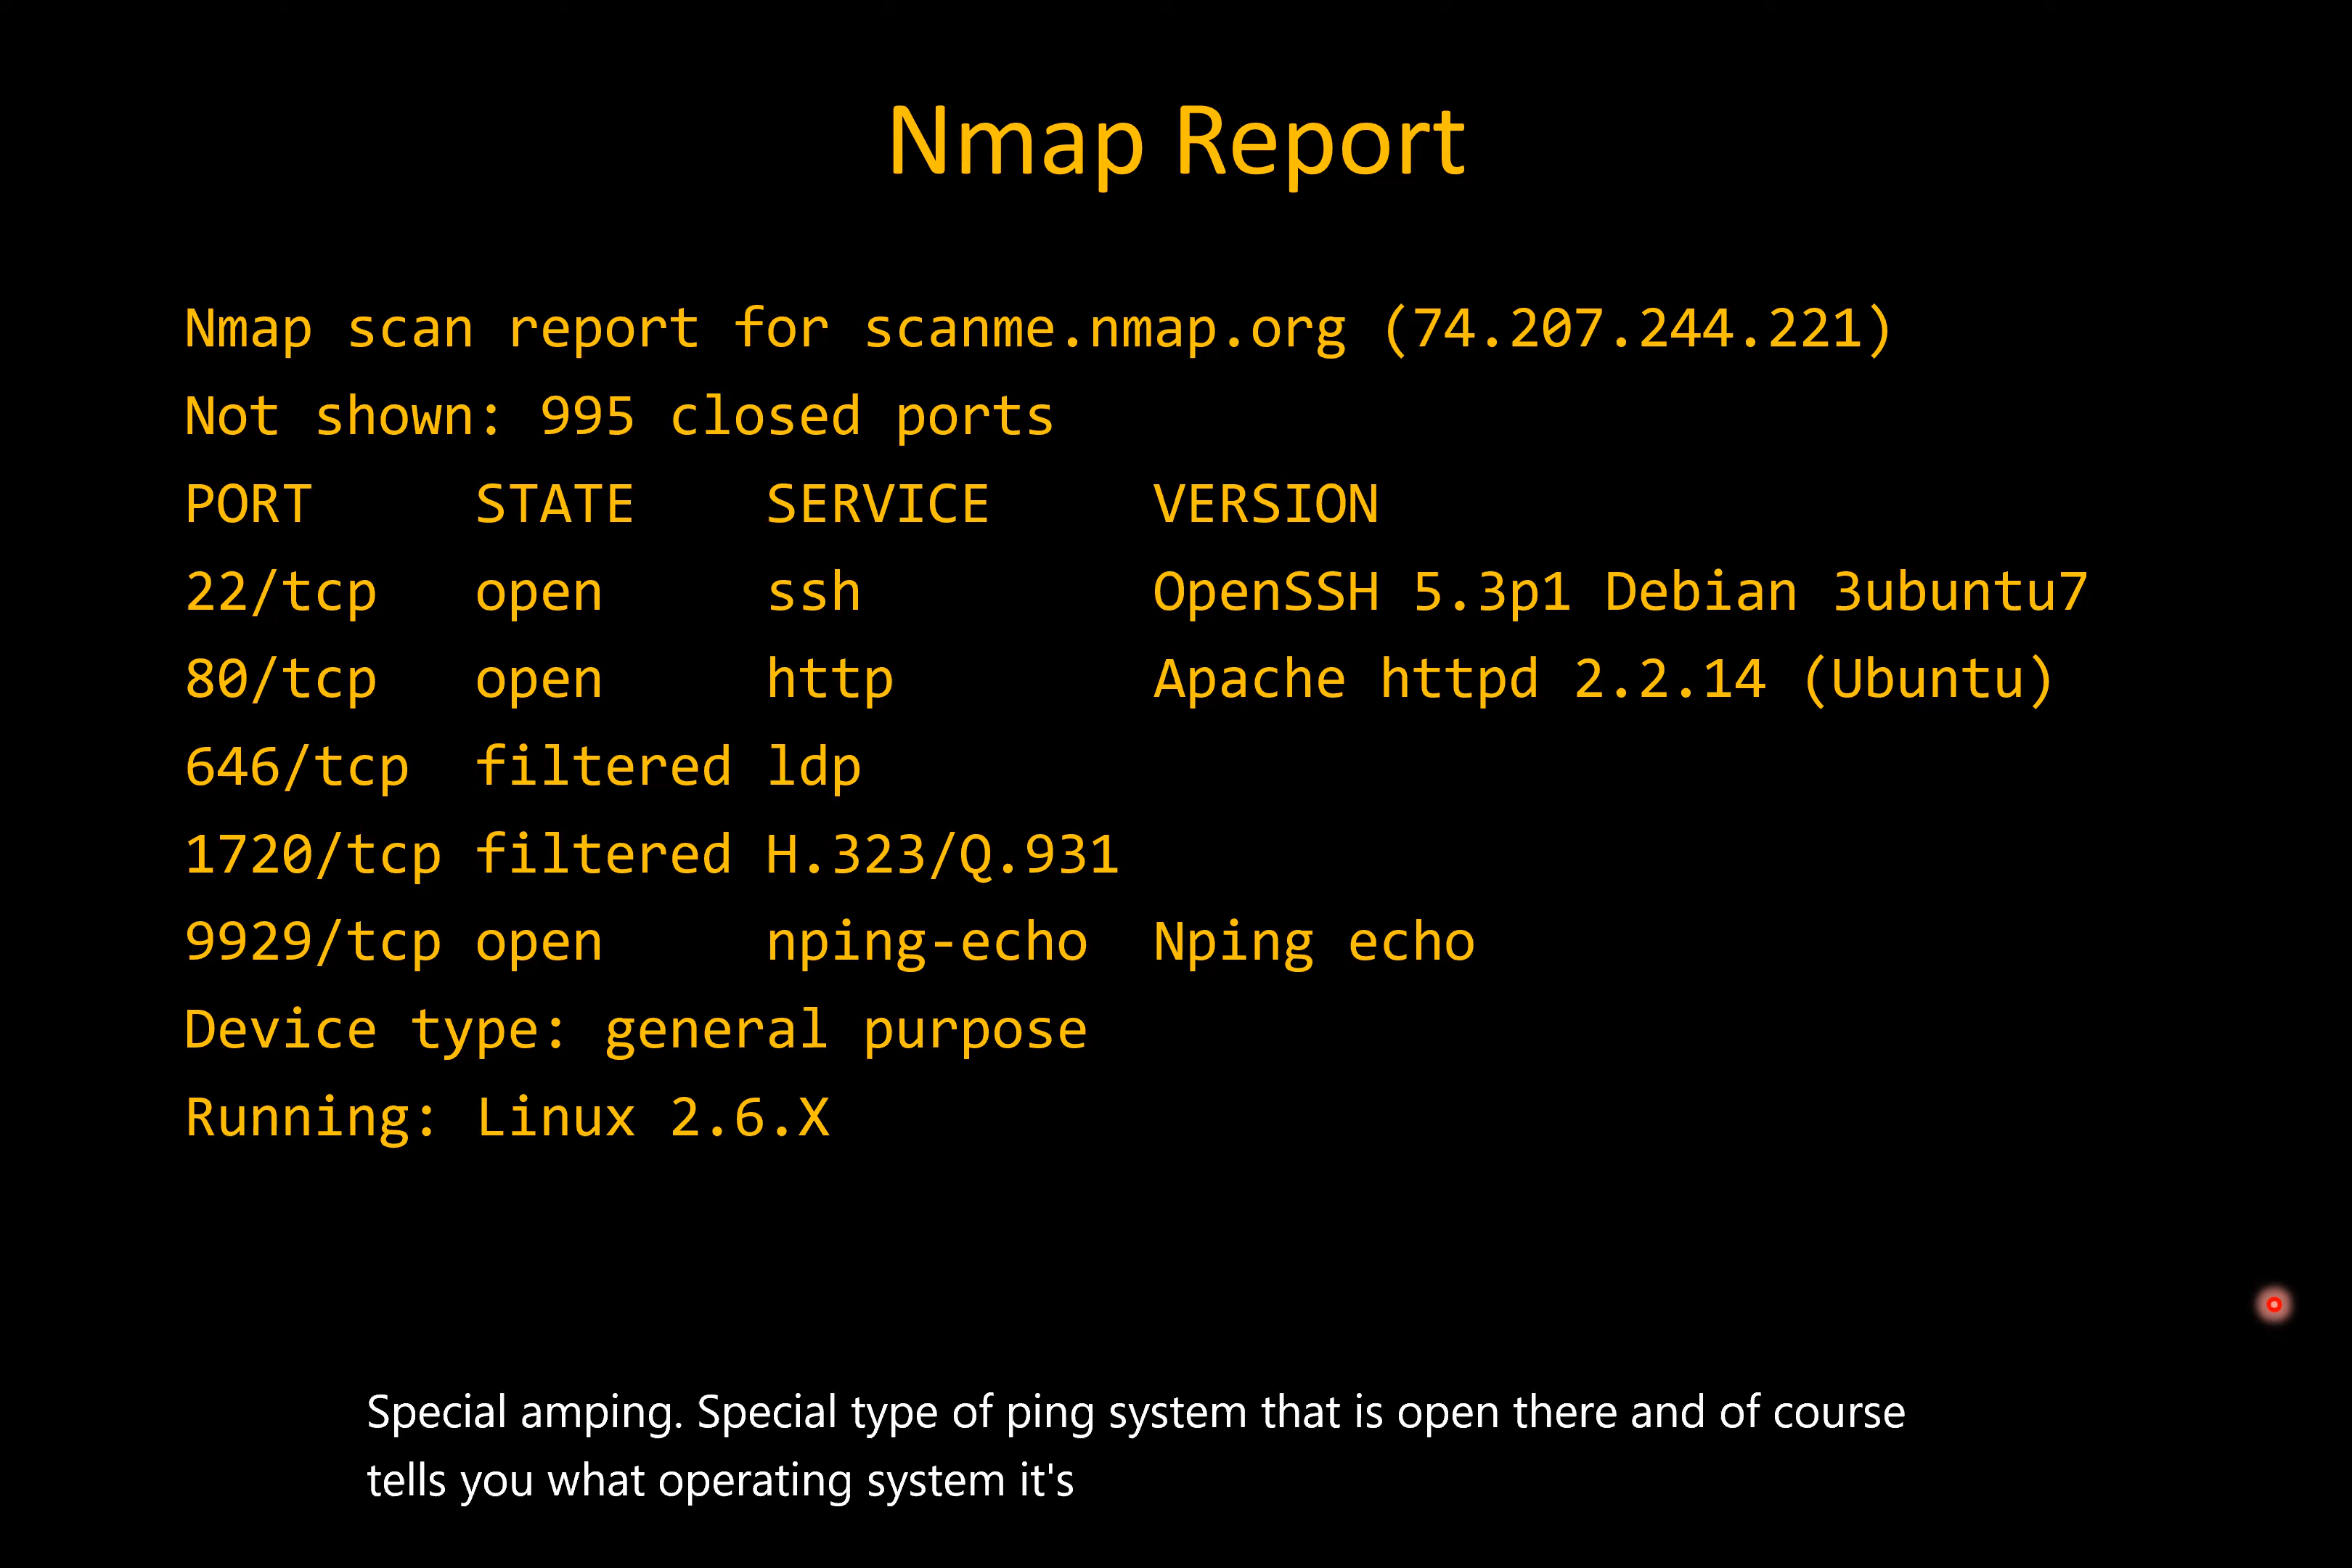 Nmap Report
Nmap scan report for scanme.nmap.org (74.207.244.221)
Not shown: 995 closed ports
PORT     STATE    SERVICE     VERSION
22/tcp   open     ssh         OpenSSH 5.3p1 Debian 3ubuntu7
80/tcp   open     http        Apache httpd 2.2.14 (Ubuntu)
646/tcp  filtered ldp
1720/tcp filtered H.323/Q.931
9929/tcp open     nping-echo  Nping echo
Device type: general purpose
Running: Linux 2.6.X
Special amping. Special type of ping system that is open there and of course
tells you what operating system it's